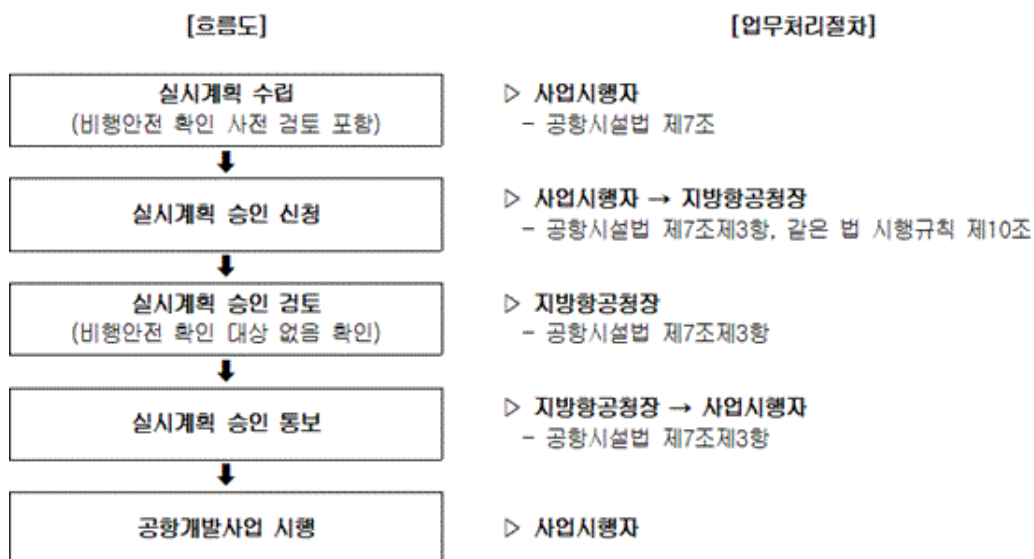 [흐름도]
[업무처리절차]
실시계획 수립
(비행안전 확인 사전 검토 포함)
▷ 사업시행자
- 공항시설법 제7조
실시계획 승인 신청
▷ 사업시행자 → 지방항공청장
- 공항시설법 제7조제3항, 같은 법 시행규칙 제10조
실시계획 승인 검토
(비행안전 확인 대상 없음 확인)
▷ 지방항공청장
- 공항시설법 제7조제3항
실시계획 승인 통보
▷ 지방항공청장 → 사업시행자
- 공항시설법 제7조제3항
공항개발사업 시행
▷ 사업시행자